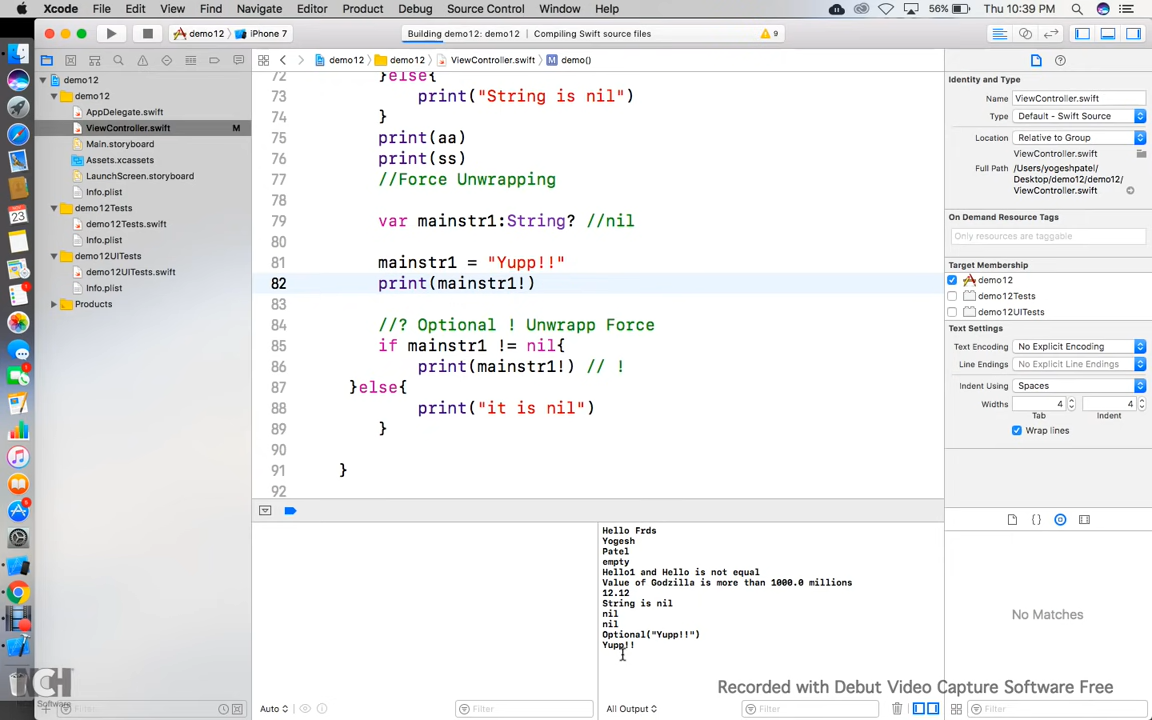 Xcode File Edit View Find Navigate Editor Product Debug Source Control Window Help
56% Thu 10:39 PM
demo12 iPhone 7
Building demo12: demo12 Compiling Swift source files
9
demo12 demo12 ViewController.swift M demo()
demo12
demo12
AppDelegate.swift
ViewController.swift M
Main.storyboard
Assets.xcassets
LaunchScreen.storyboard
Info.plist
demo12Tests
demo12Tests.swift
Info.plist
demo12UITests
demo12UITests.swift
Info.plist
Products
72 }else{
73 print("String is nil")
74 }
75 print(aa)
76 print(ss)
77 //Force Unwrapping
78
79 var mainstr1:String? //nil
80
81 mainstr1 = "Yupp!!"
82 print(mainstr1!)
83
84 //? Optional ! Unwrapp Force
85 if mainstr1 != nil{
86 print(mainstr1!) // !
87 }else{
88 print("it is nil")
89 }
90
91 }
92
Identity and Type
Name ViewController.swift
Type Default - Swift Source
Location Relative to Group
ViewController.swift
Full Path /Users/yogeshpatel/
Desktop/demo12/demo12/
ViewController.swift
On Demand Resource Tags
Only resources are taggable
Target Membership
demo12
demo12Tests
demo12UITests
Text Settings
Text Encoding No Explicit Encoding
Line Endings No Explicit Line Endings
Indent Using Spaces
Widths 4 4
Tab Indent
Wrap lines
No Matches
Hello Frds
Yogesh
Patel
empty
Hello1 and Hello is not equal
Value of Godzilla is more than 1000.0 millions
12.12
String is nil
nil
nil
Optional("Yupp!!")
Yupp!!
Auto
Filter
All Output
Filter
Filter
Filter
NCH
Software
Recorded with Debut Video Capture Software Free